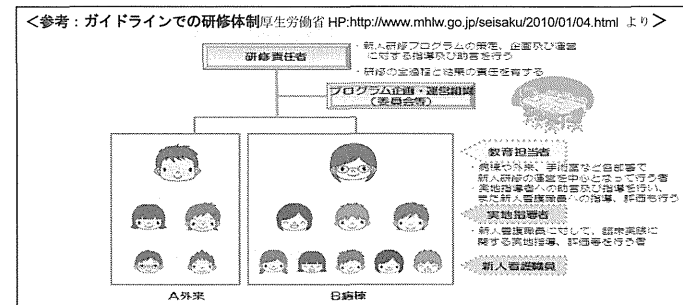 <参考:ガイドラインでの研修体制厚生労働省 HP:http://www.mhlw.go.jp/seisaku/2010/01/04.html より>
研修責任者
・新人研修プログラムの策定、企画及び運営
に対する指導及び助言を行う
・研修の全過程と結果の責任を有する
プログラム企画・運営組織
(委員会等)
教育担当者
・病棟や外来、手術室など各部署で
新人研修の運営を中心となって行う者
実地指導者への助言及び指導を行い、
また新人看護職員への指導、評価も行う
実地指導者
・新人看護職員に対して、臨床実践に
関する実地指導、評価等を行う者
新人看護職員
A外来
B病棟